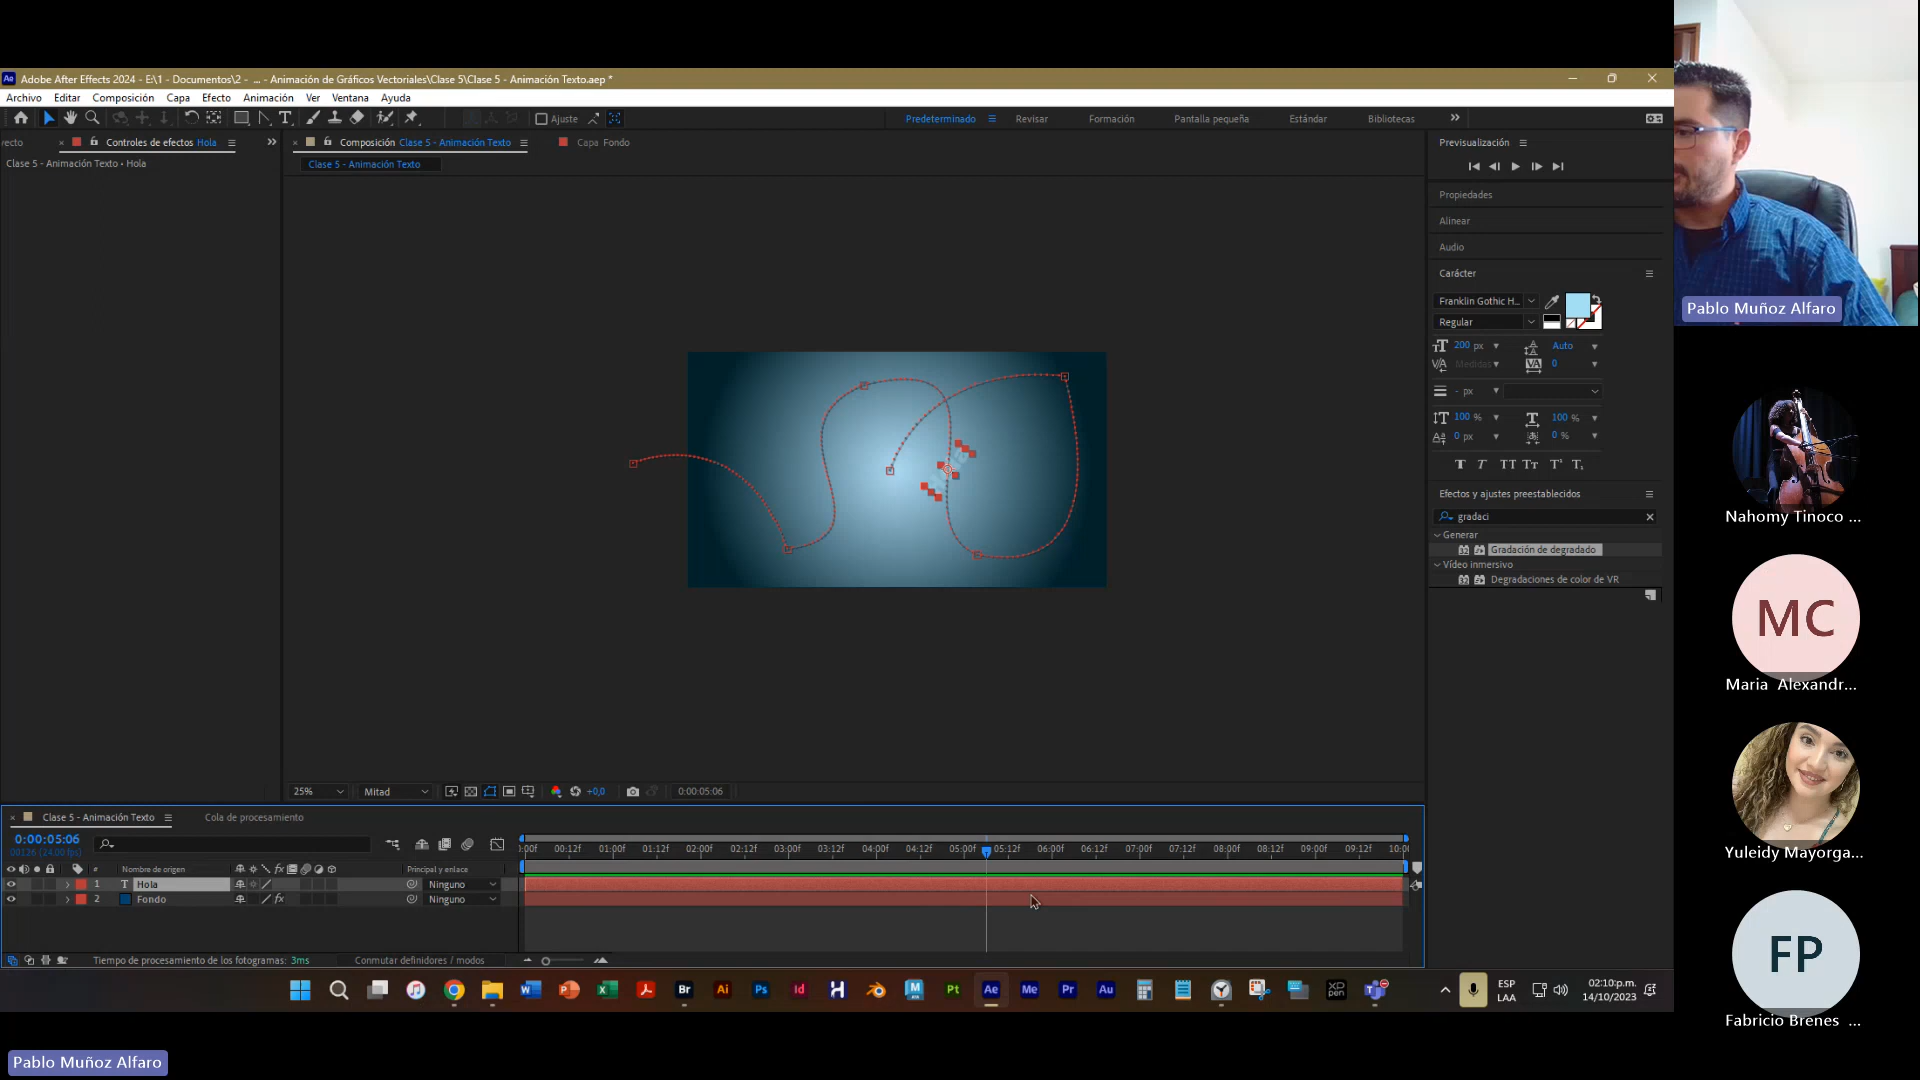 Adobe After Effects 2024 - E:\1 - Documentos\2 - ... - Animación de Gráficos Vectoriales\Clase 5\Clase 5 - Animación Texto.aep *
Archivo Editar Composición Capa Efecto Animación Ver Ventana Ayuda
Ajuste
Predeterminado Revisar Formación Pantalla pequeña Estándar Bibliotecas
yecto Controles de efectos Hola
Composición Clase 5 - Animación Texto
Capa Fondo
Clase 5 - Animación Texto • Hola
Clase 5 - Animación Texto
Previsualización
Propiedades
Alinear
Audio
Carácter
Franklin Gothic H...
Regular
200 px Auto
Medidas 0
- px
100 % 100 %
0 px 0 %
Efectos y ajustes preestablecidos
gradaci
Generar
Gradación de degradado
Vídeo inmersivo
Degradaciones de color de VR
25% Mitad +0,0 0:00:05:06
Clase 5 - Animación Texto Cola de procesamiento
0:00:05:06
00126 (24.00 fps)
:00f 00:12f 01:00f 01:12f 02:00f 02:12f 03:00f 03:12f 04:00f 04:12f 05:00f 05:12f 06:00f 06:12f 07:00f 07:12f 08:00f 08:12f 09:00f 09:12f 10:00
# Nombre de origen Principal y enlace
1 T Hola Ninguno
2 Fondo Ninguno
Tiempo de procesamiento de los fotogramas: 3ms Conmutar definidores / modos
ESP
LAA
02:10 p.m.
14/10/2023
Pablo Muñoz Alfaro
Pablo Muñoz Alfaro
Nahomy Tinoco ...
MC
Maria Alexandr...
Yuleidy Mayorga...
FP
Fabricio Brenes ...